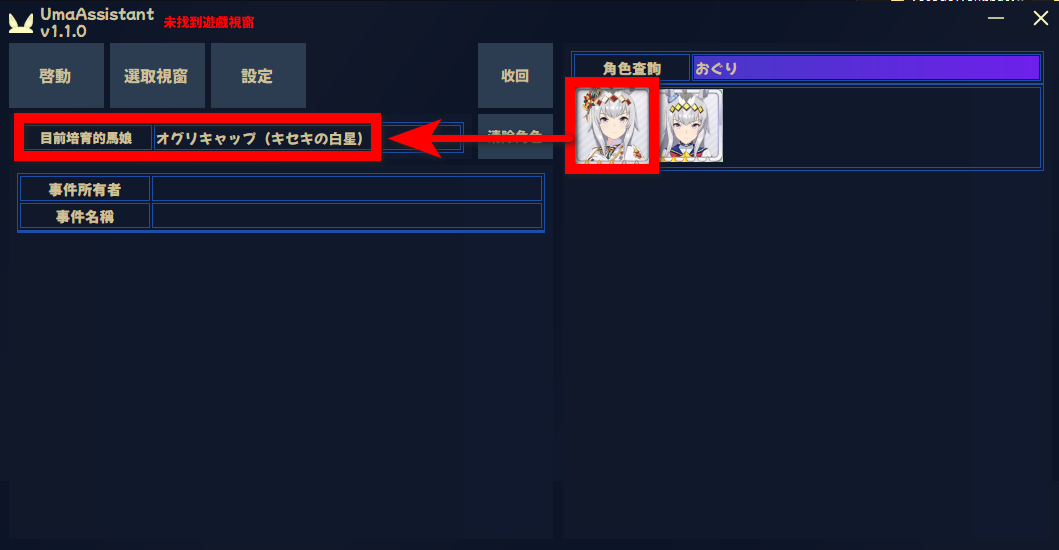 UmaAssistant
v1.1.0
未找到遊戲視窗
啓動
選取視窗
設定
收回
目前培育的馬娘
オグリキャップ（キセキの白星）
清除角色
事件所有者
事件名稱
角色查詢
おぐり